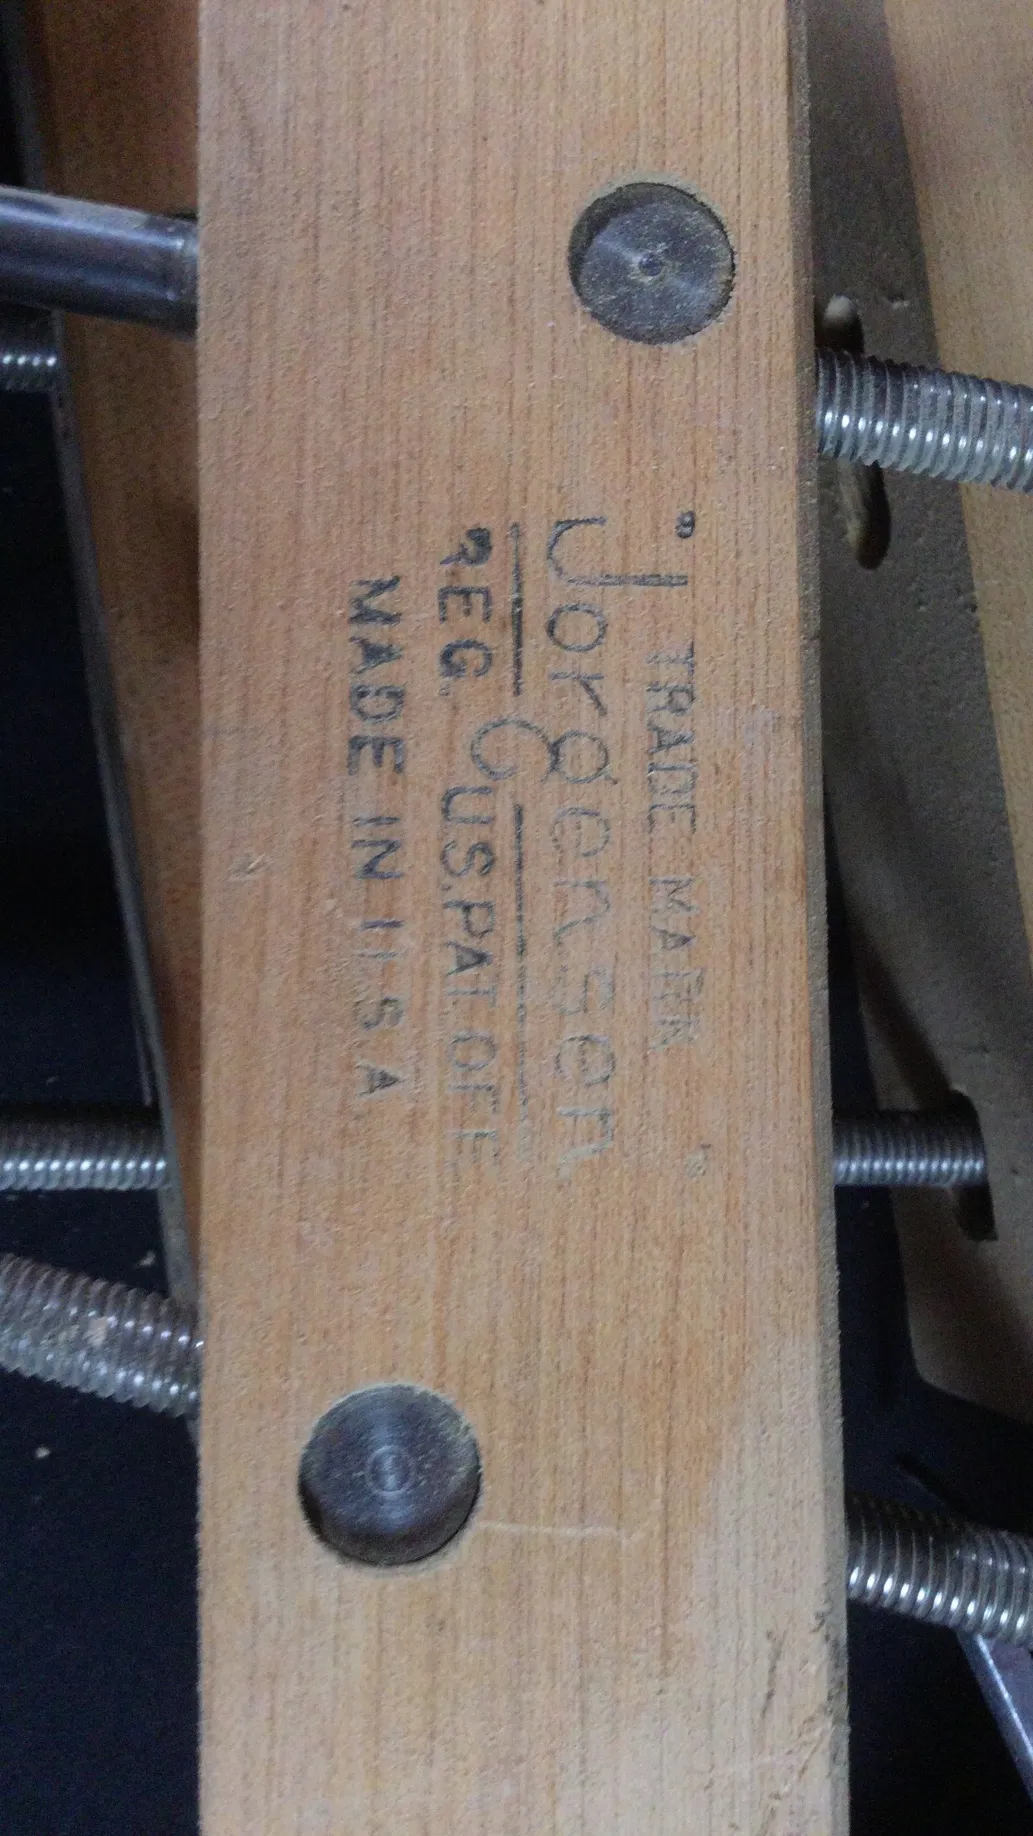 " TRADE MARK "
Jorgensen
REG. U.S. PAT. OFF.
MADE IN U.S.A.